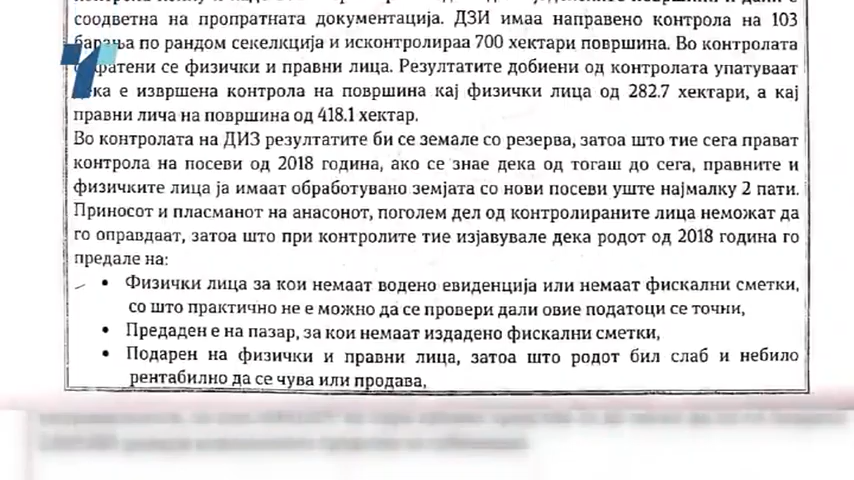 соодветна на пропратната документација. ДЗИ имаа направено контрола на 103
барања по рандом секелкција и исконтролираа 700 хектари површина. Во контролата
се физички и правни лица. Резултатите добиени од контролата упатуваат
дека е извршена контрола на површина кај физички лица од 282.7 хектари, а кај
правни лича на површина од 418.1 хектар.
Во контролата на ДИЗ резултатите би се земале со резерва, затоа што тие сега прават
контрола на посеви од 2018 година, ако се знае дека од тогаш до сега, правните и
физичките лица ја имаат обработувано земјата со нови посеви уште најмалку 2 пати.
Приносот и пласманот на анасонот, поголем дел од контролираните лица неможат да
го оправдаат, затоа што при контролите тие изјавувале дека родот од 2018 година го
предале на:
• Физички лица за кои немаат водено евиденција или немаат фискални сметки,
со што практично не е можно да се провери дали овие податоци се точни,
• Предаден е на пазар, за кои немаат издадено фискални сметки,
• Подарен на физички и правни лица, затоа што родот бил слаб и небило
рентабилно да се чува или продава,